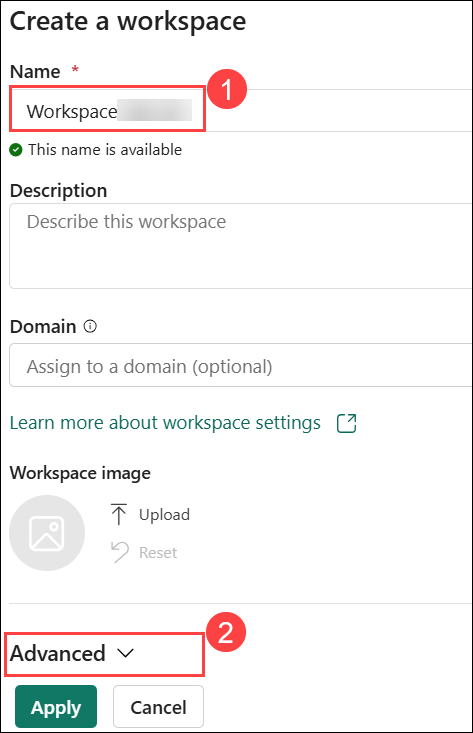 Create a workspace
Name *
1
Workspace
This name is available
Description
Describe this workspace
Domain
Assign to a domain (optional)
Learn more about workspace settings
Workspace image
Upload
Reset
2
Advanced
Apply Cancel